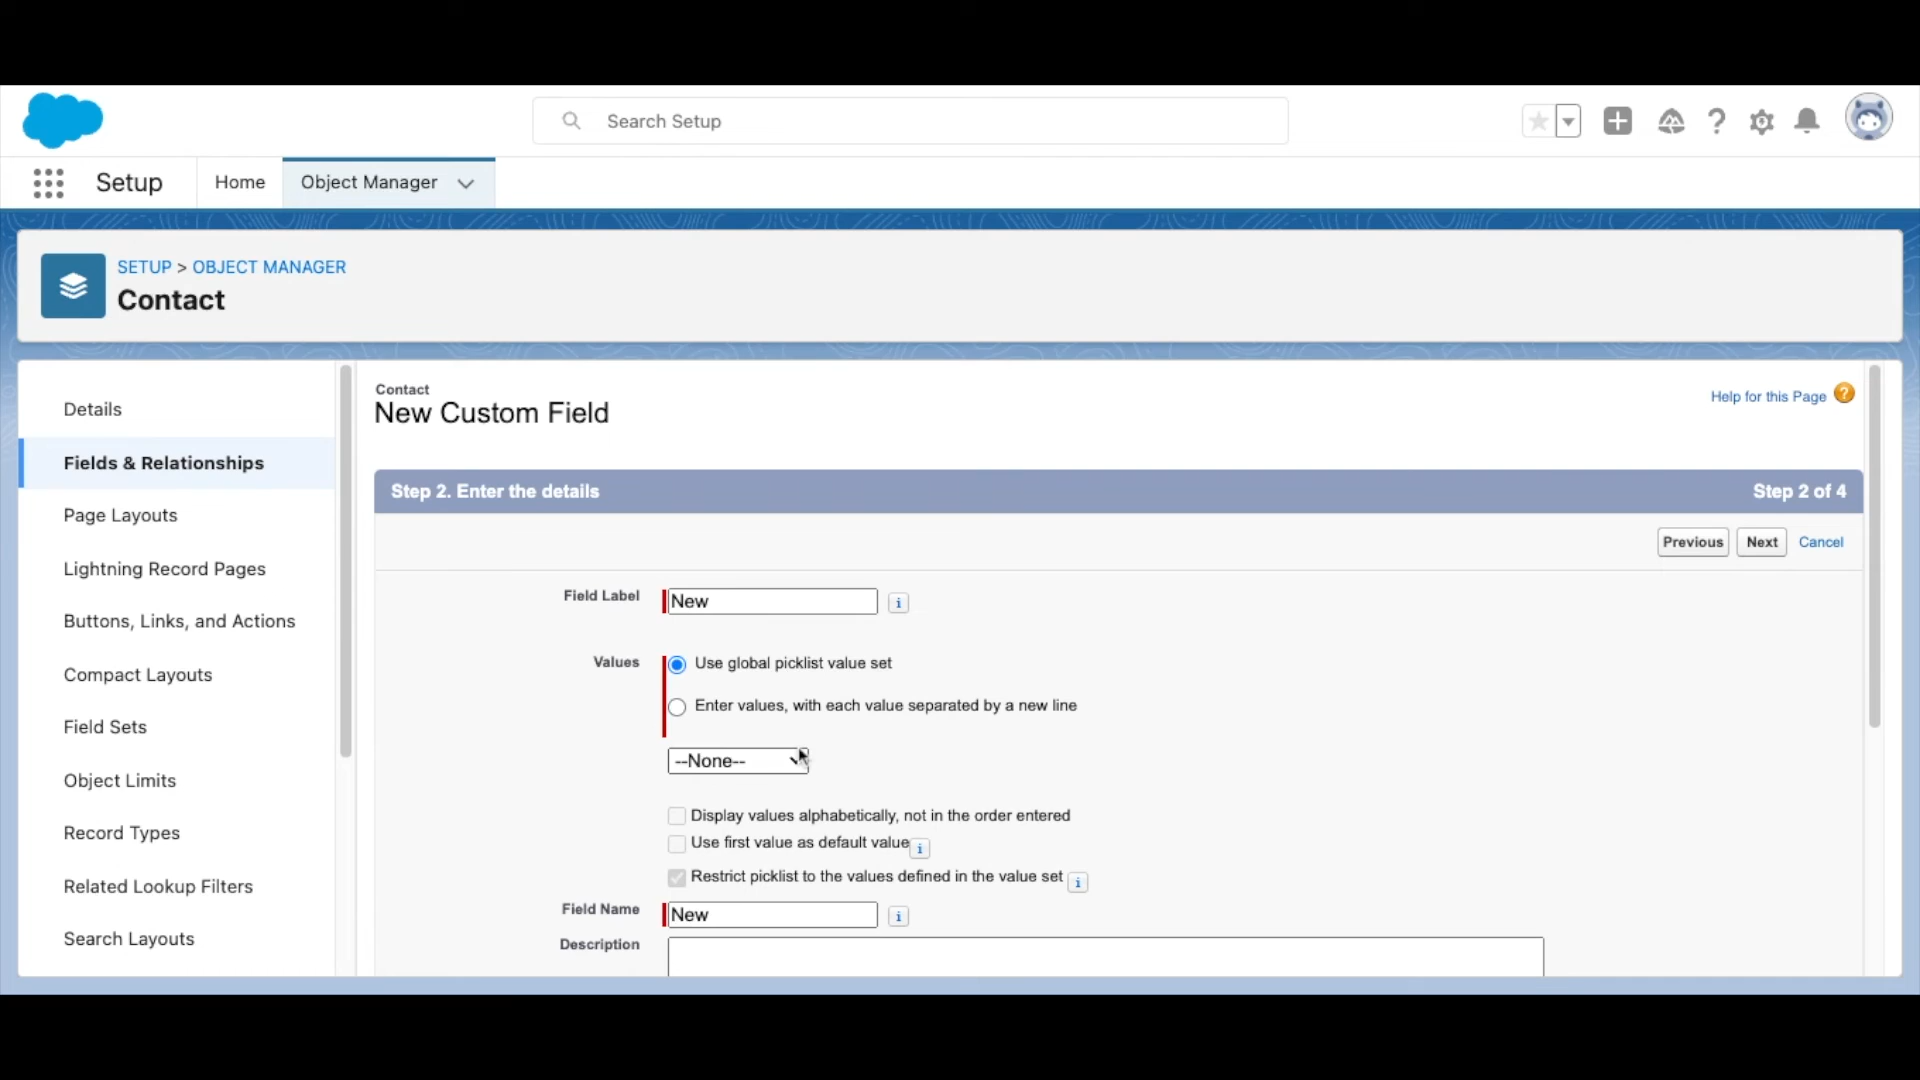 Search Setup
Setup
Home
Object Manager
SETUP > OBJECT MANAGER
Contact
Details
Fields & Relationships
Page Layouts
Lightning Record Pages
Buttons, Links, and Actions
Compact Layouts
Field Sets
Object Limits
Record Types
Related Lookup Filters
Search Layouts
Contact
New Custom Field
Help for this Page ?
Step 2. Enter the details
Step 2 of 4
Previous Next Cancel
Field Label New i
Values Use global picklist value set
Enter values, with each value separated by a new line
--None--
Display values alphabetically, not in the order entered
Use first value as default value i
Restrict picklist to the values defined in the value set i
Field Name New i
Description